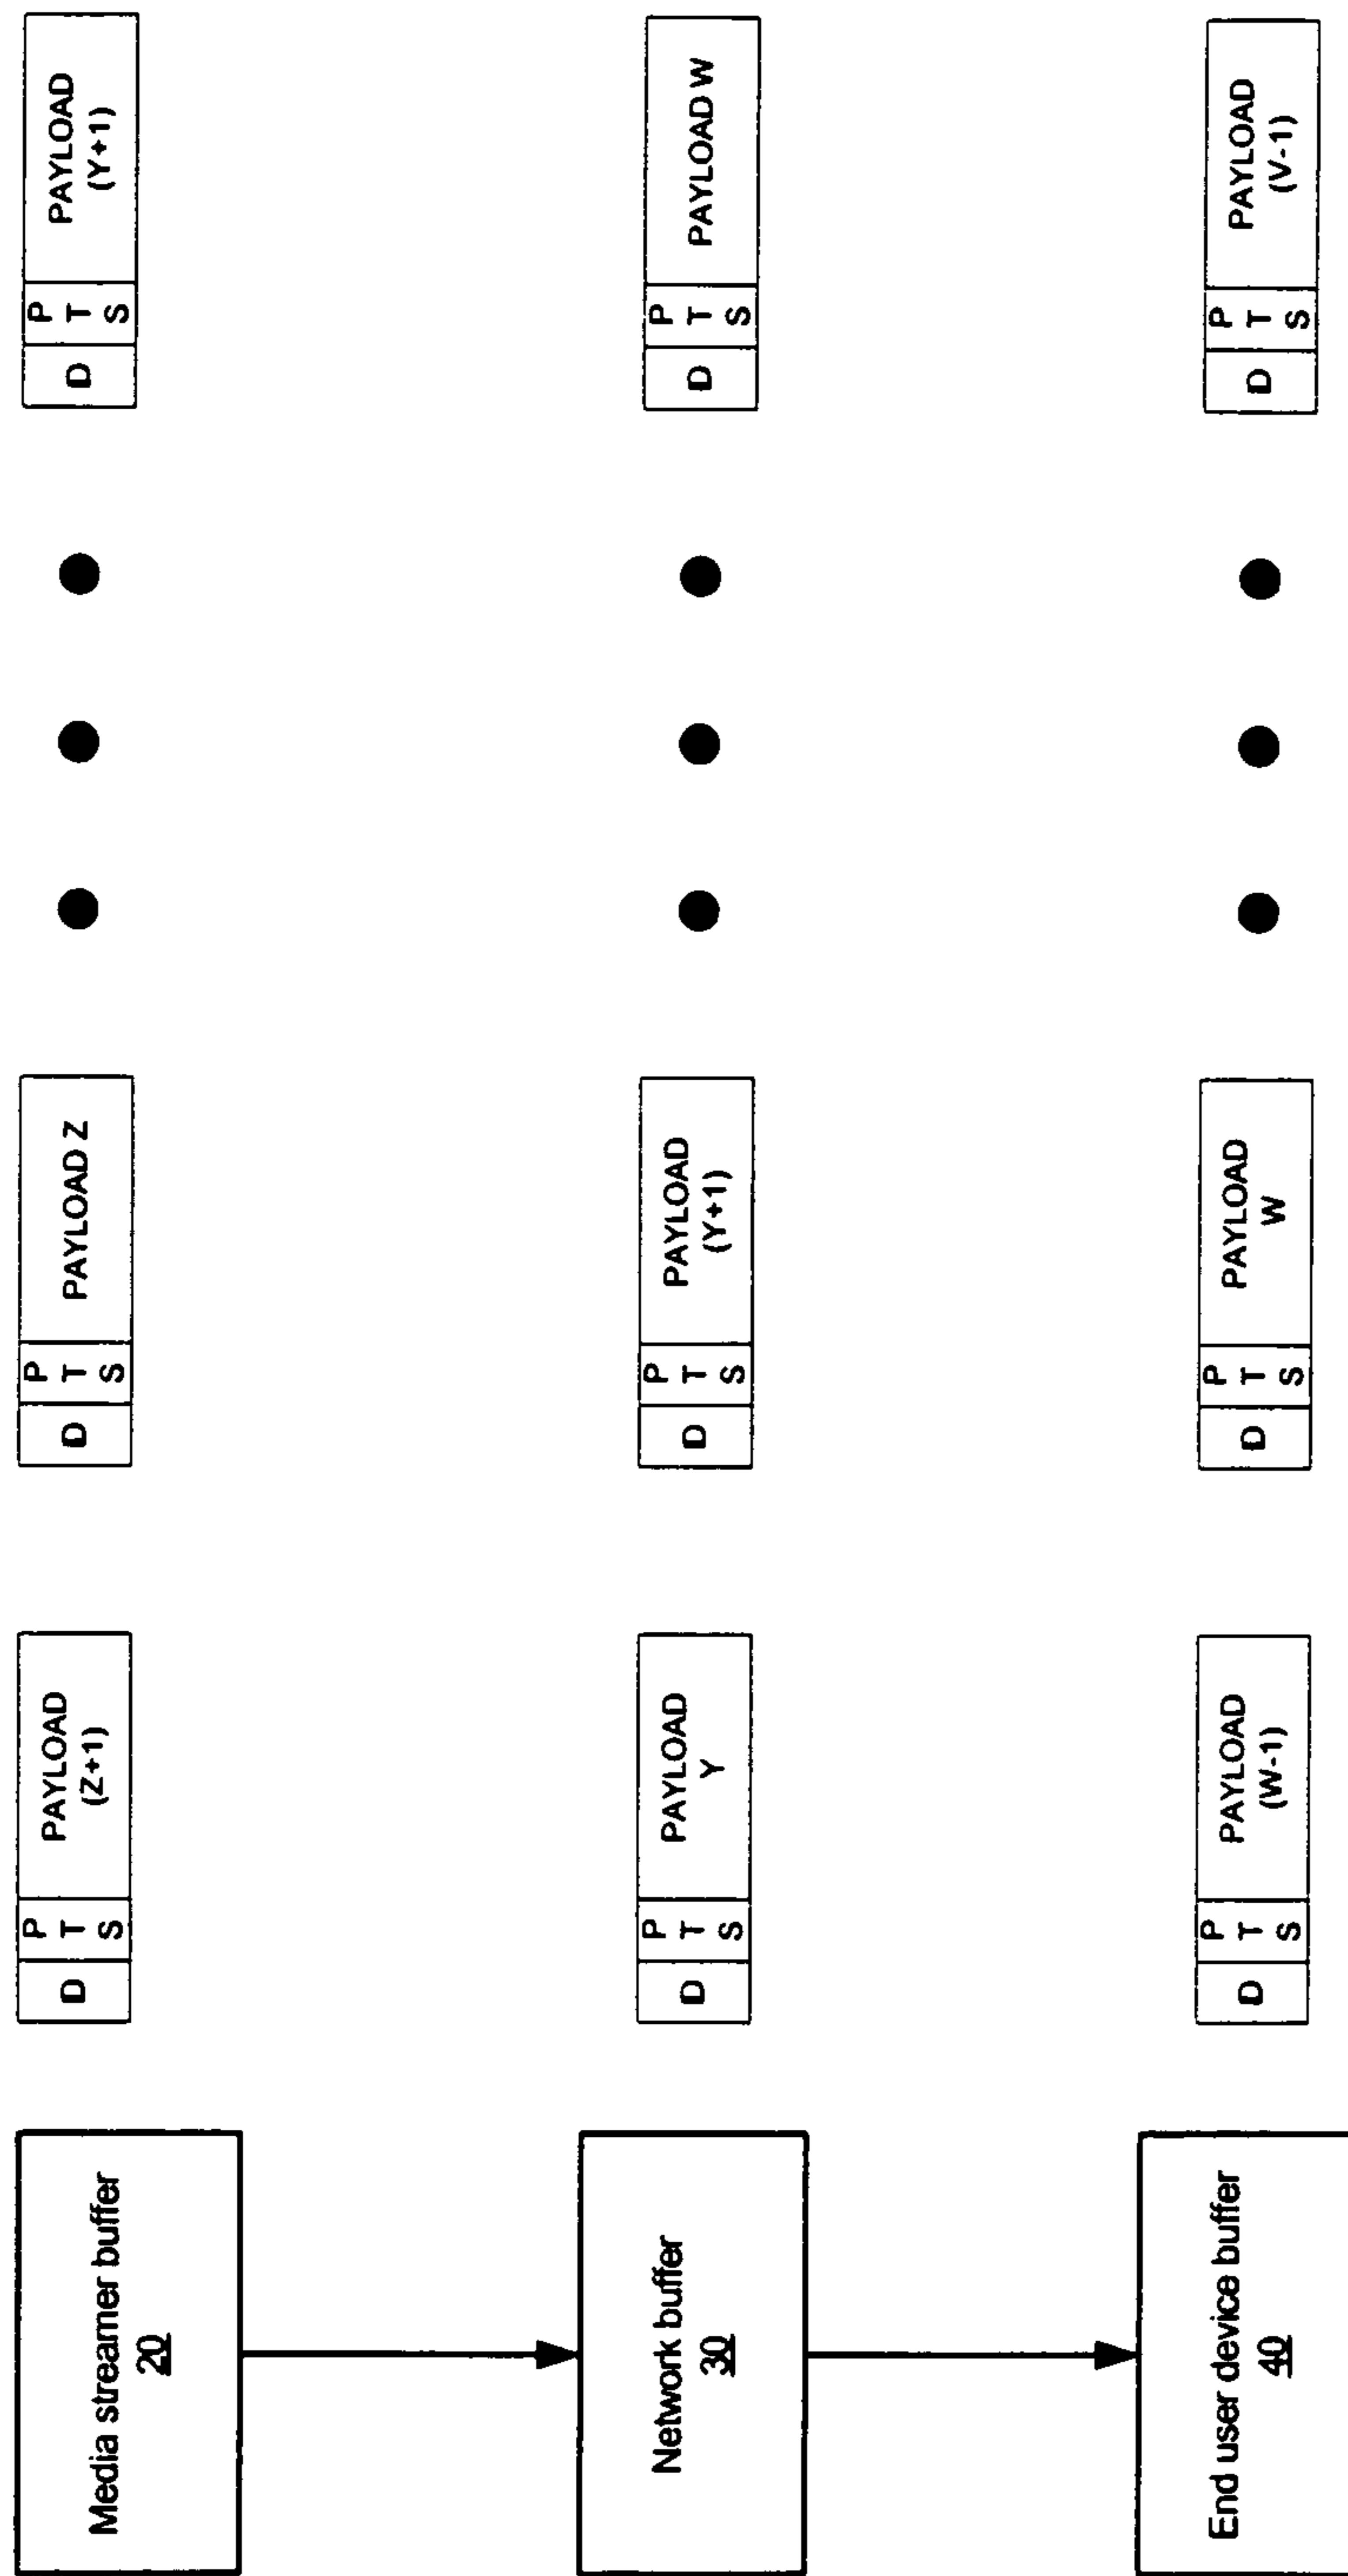 Media streamer buffer
20
D
P
T
S
PAYLOAD
(Z+1)
D
P
T
S
PAYLOAD Z
D
P
T
S
PAYLOAD
(Y+1)
Network buffer
30
D
P
T
S
PAYLOAD
Y
D
P
T
S
PAYLOAD
(Y+1)
D
P
T
S
PAYLOAD W
End user device buffer
40
D
P
T
S
PAYLOAD
(W-1)
D
P
T
S
PAYLOAD
W
D
P
T
S
PAYLOAD
(V-1)